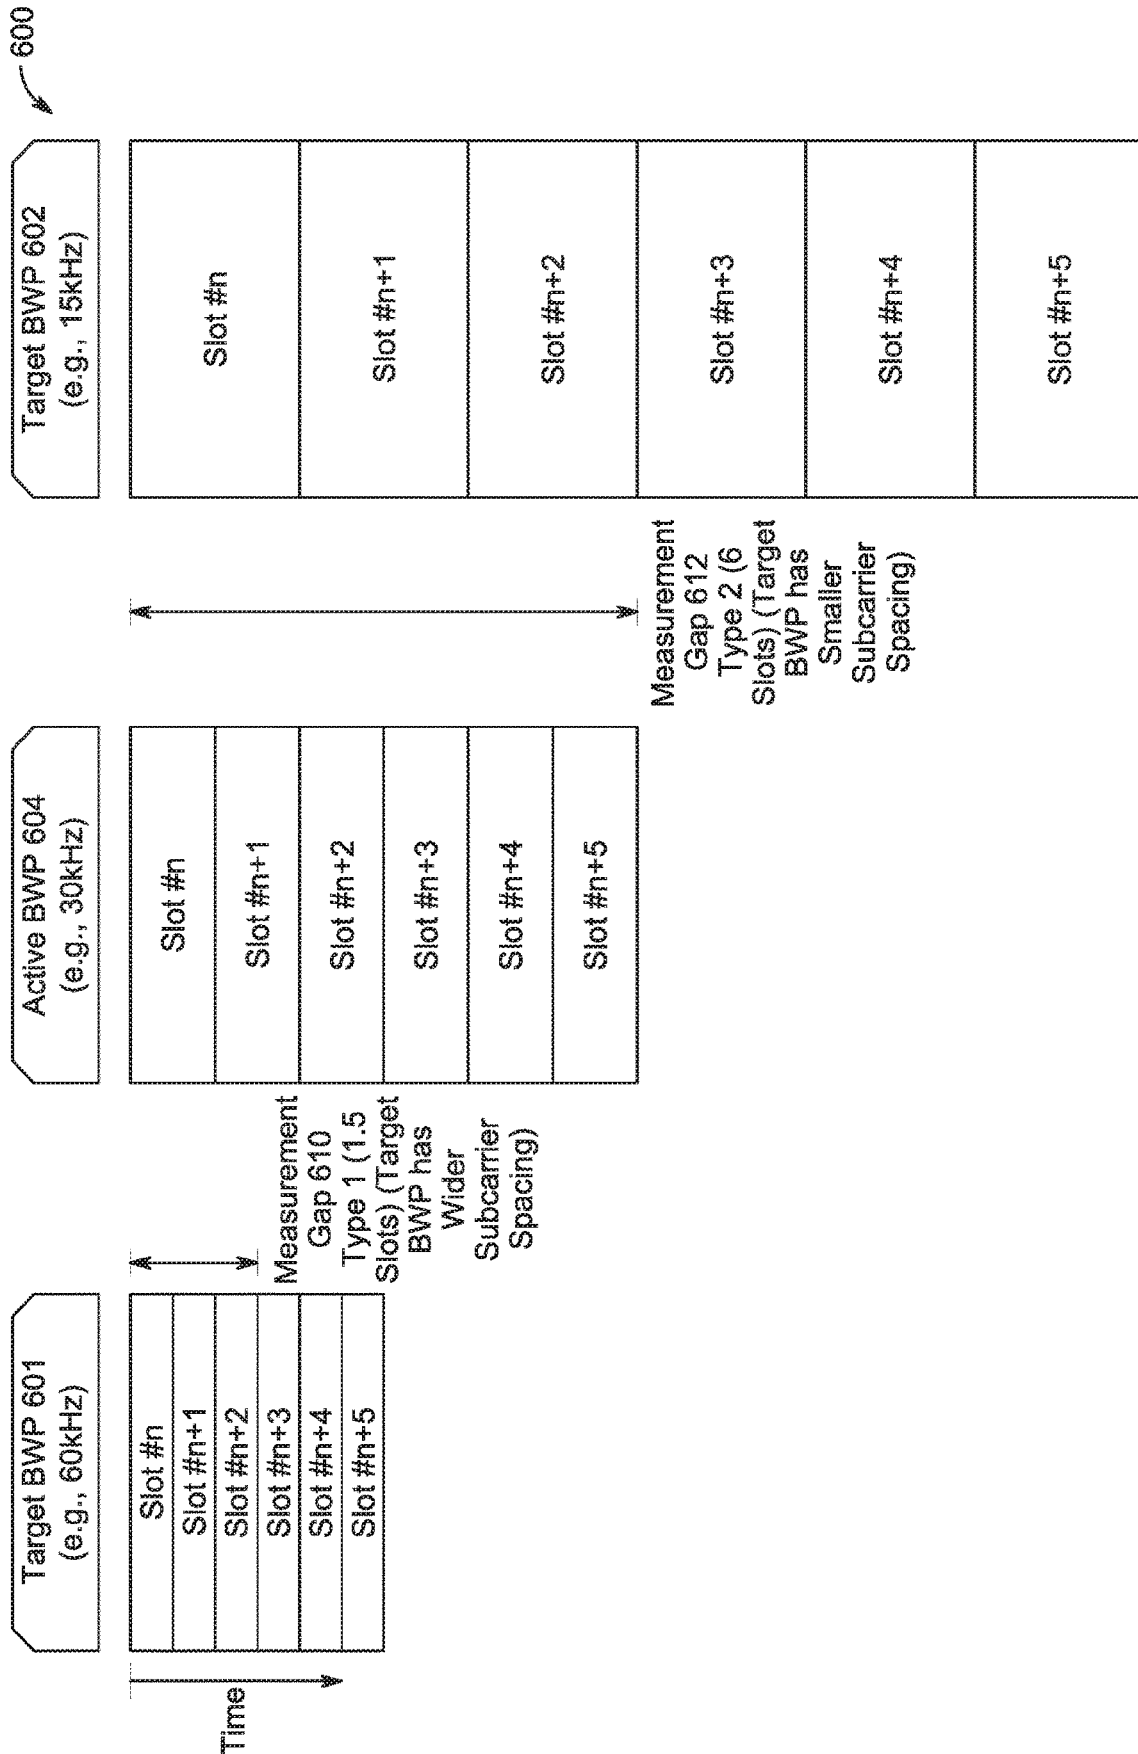 600
Target BWP 601
(e.g., 60kHz)
Active BWP 604
(e.g., 30kHz)
Target BWP 602
(e.g., 15kHz)
Time
Slot #n
Slot #n+1
Slot #n+2
Slot #n+3
Slot #n+4
Slot #n+5
Measurement
Gap 610
Type 1 (1.5
Slots) (Target
BWP has
Wider
Subcarrier
Spacing)
Slot #n
Slot #n+1
Slot #n+2
Slot #n+3
Slot #n+4
Slot #n+5
Measurement
Gap 612
Type 2 (6
Slots) (Target
BWP has
Smaller
Subcarrier
Spacing)
Slot #n
Slot #n+1
Slot #n+2
Slot #n+3
Slot #n+4
Slot #n+5